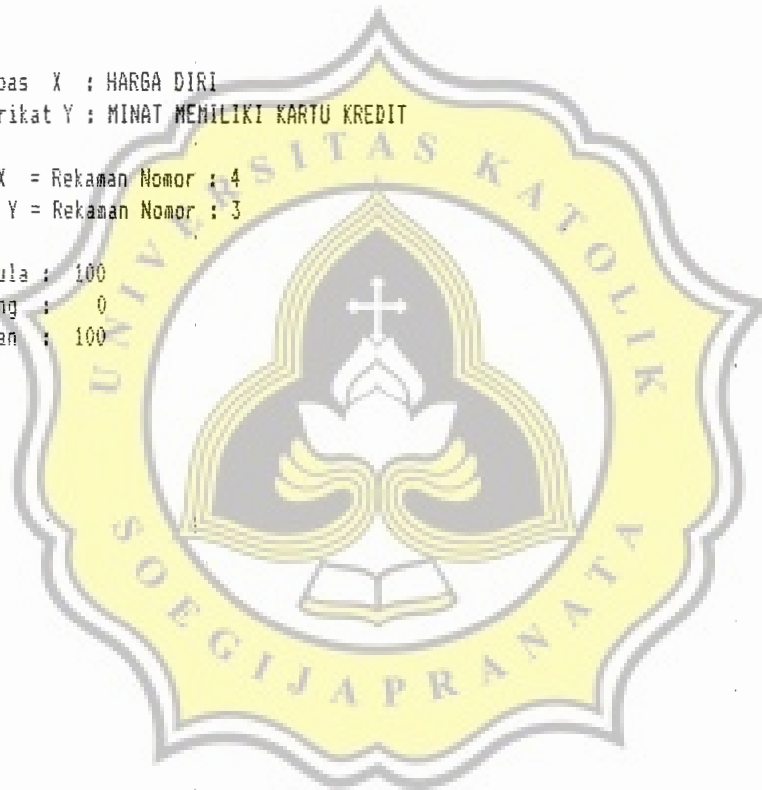 bas X : HARGA DIRI
rikat Y : MINAT MEMILIKI KARTU KREDIT
X = Rekaman Nomor : 4
Y = Rekaman Nomor : 3
ula : 100
ng : 0
an : 100
UNIVERSITAS KATOLIK
SOEGIJAPRANATA